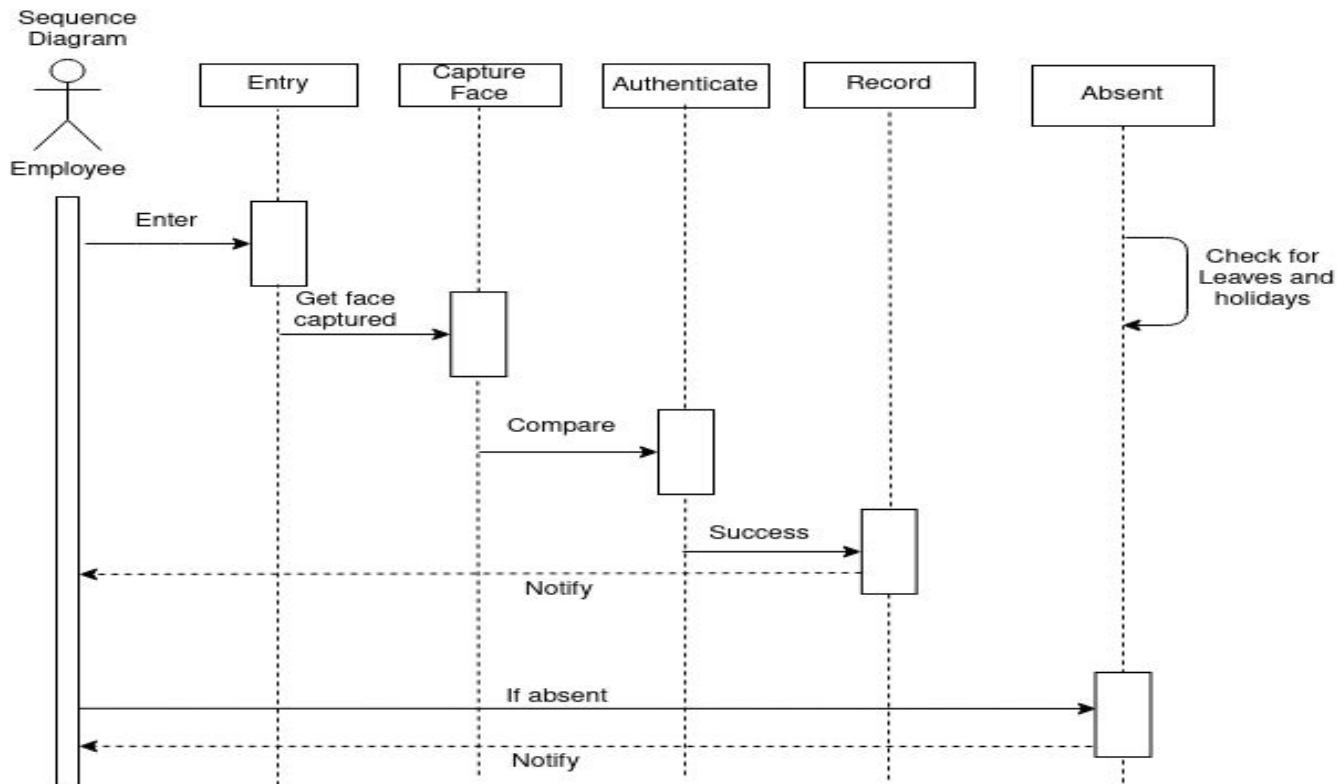 Sequence
Diagram
Employee
Entry
Capture
Face
Authenticate
Record
Absent
Enter
Check for
Leaves and
holidays
Get face
captured
Compare
Success
Notify
If absent
Notify